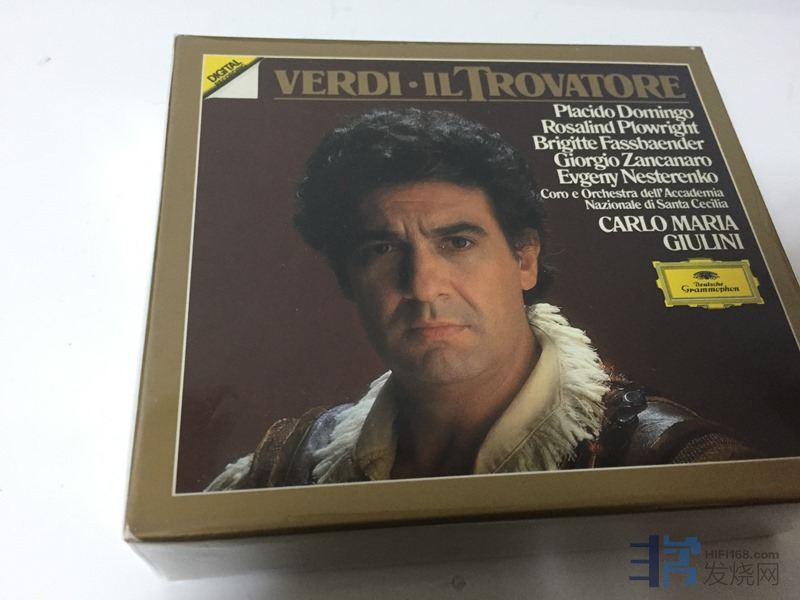 DIGITAL
RECORDING
VERDI · IL TROVATORE
Placido Domingo
Rosalind Plowright
Brigitte Fassbaender
Giorgio Zancanaro
Evgeny Nesterenko
Coro e Orchestra dell'Accademia
Nazionale di Santa Cecilia
CARLO MARIA
GIULINI
Deutsche
Grammophon
HIFI168.com
发烧网